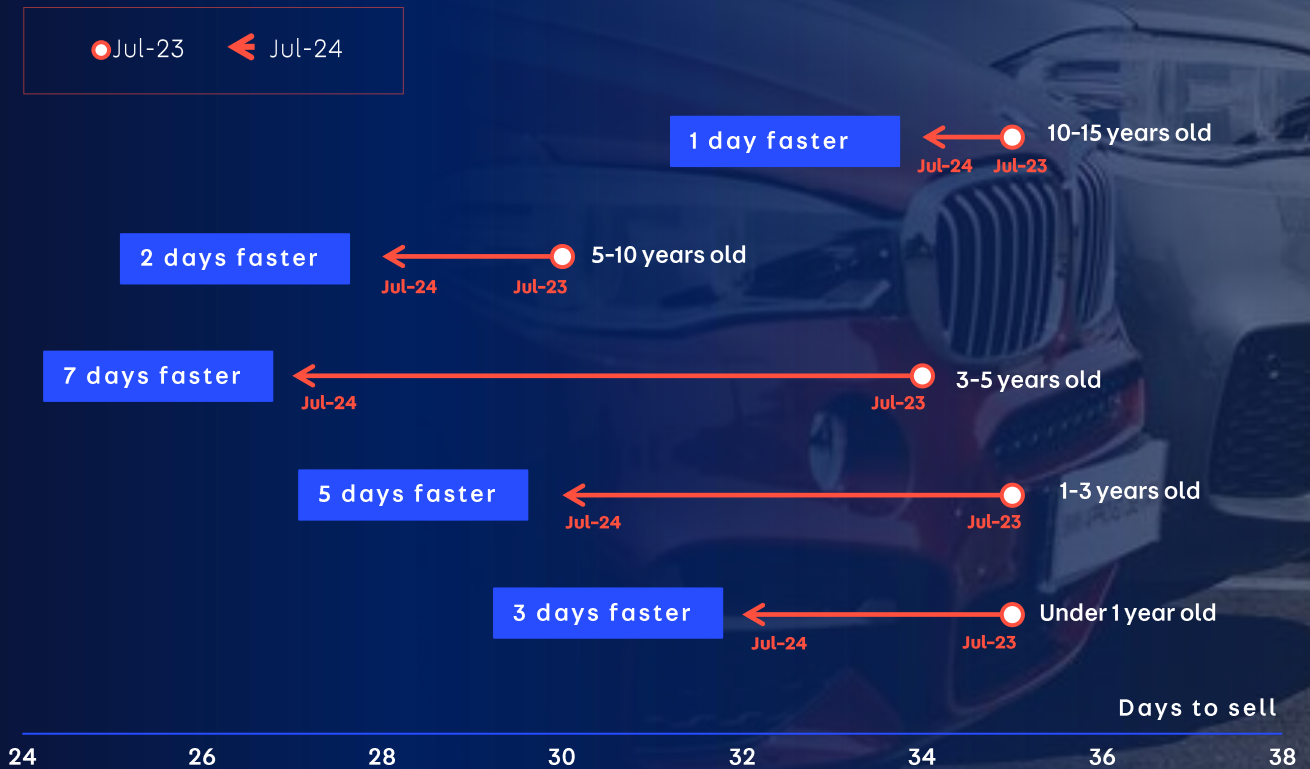 Jul-23 Jul-24
1 day faster 10-15 years old
Jul-24 Jul-23
2 days faster 5-10 years old
Jul-24 Jul-23
7 days faster 3-5 years old
Jul-24 Jul-23
5 days faster 1-3 years old
Jul-24 Jul-23
3 days faster Under 1 year old
Jul-24 Jul-23
Days to sell
24 26 28 30 32 34 36 38